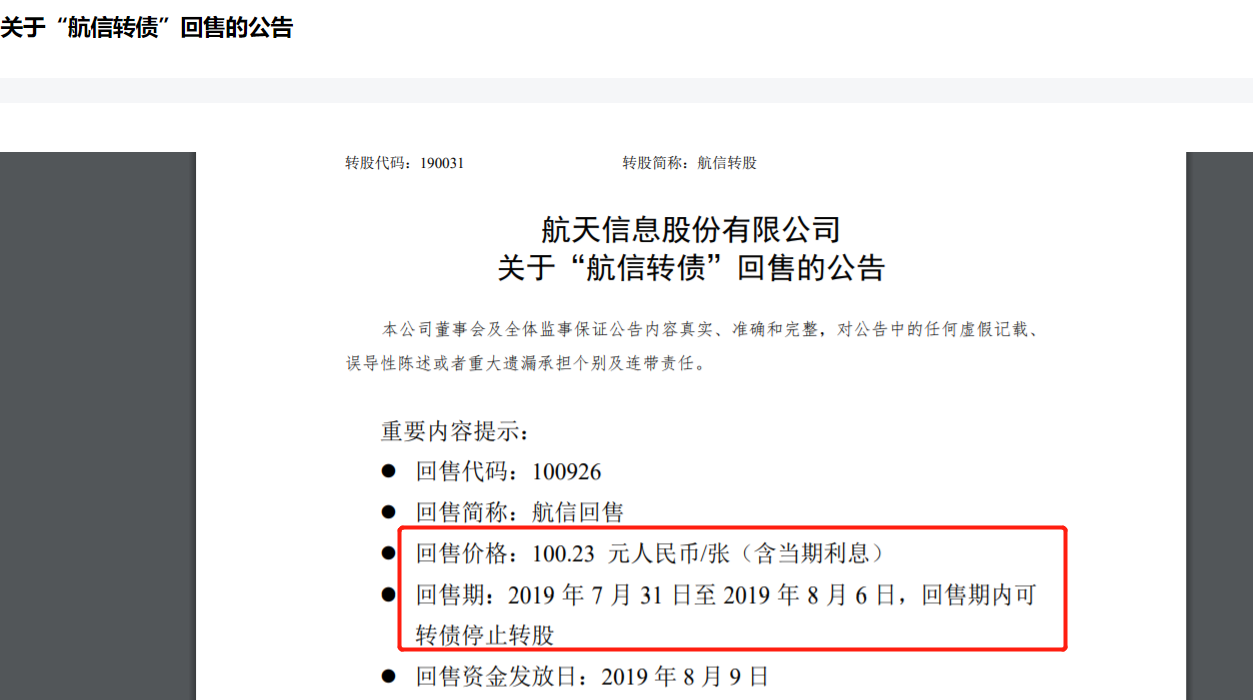 关于“航信转债”回售的公告
转股代码：190031 转股简称：航信转股
航天信息股份有限公司
关于“航信转债”回售的公告
本公司董事会及全体监事保证公告内容真实、准确和完整，对公告中的任何虚假记载、
误导性陈述或者重大遗漏承担个别及连带责任。
重要内容提示：
● 回售代码：100926
● 回售简称：航信回售
● 回售价格：100.23 元人民币/张（含当期利息）
● 回售期：2019 年 7 月 31 日至 2019 年 8 月 6 日，回售期内可
转债停止转股
● 回售资金发放日：2019 年 8 月 9 日